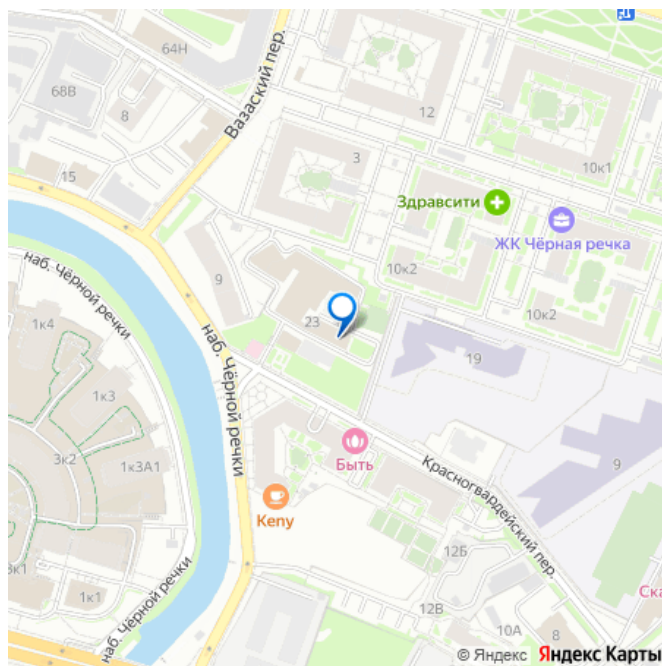 64Н
Вазаский пер.
68В
8
12
15
3
10к1
Здравсити
ЖК Чёрная речка
наб. Чёрной речки
9
10к2
10к2
1к4
23
наб. Чёрной речки
19
1к3
Быть
Красногвардейский пер.
3к2
1к3А1
9
Keny
12Б
наб. Чёрной речки
1к1
12В
10А
8
© Яндекс Яндекс Карты